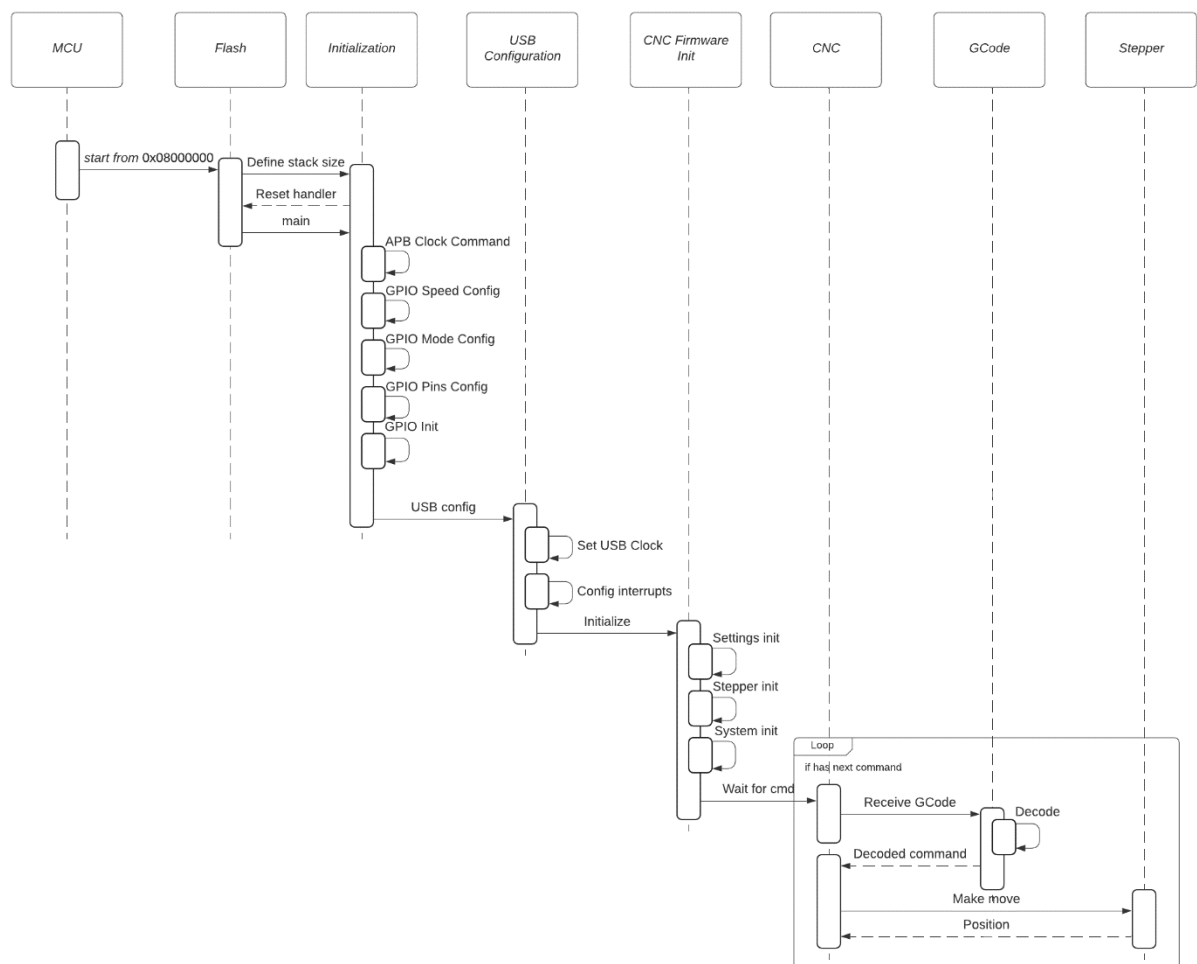 MCU
Flash
Initialization
USB
Configuration
CNC Firmware
Init
CNC
GCode
Stepper
start from 0x08000000
Define stack size
Reset handler
main
APB Clock Command
GPIO Speed Config
GPIO Mode Config
GPIO Pins Config
GPIO Init
USB config
Set USB Clock
Config interrupts
Initialize
Settings init
Stepper init
System init
Loop
if has next command
Wait for cmd
Receive GCode
Decode
Decoded command
Make move
Position